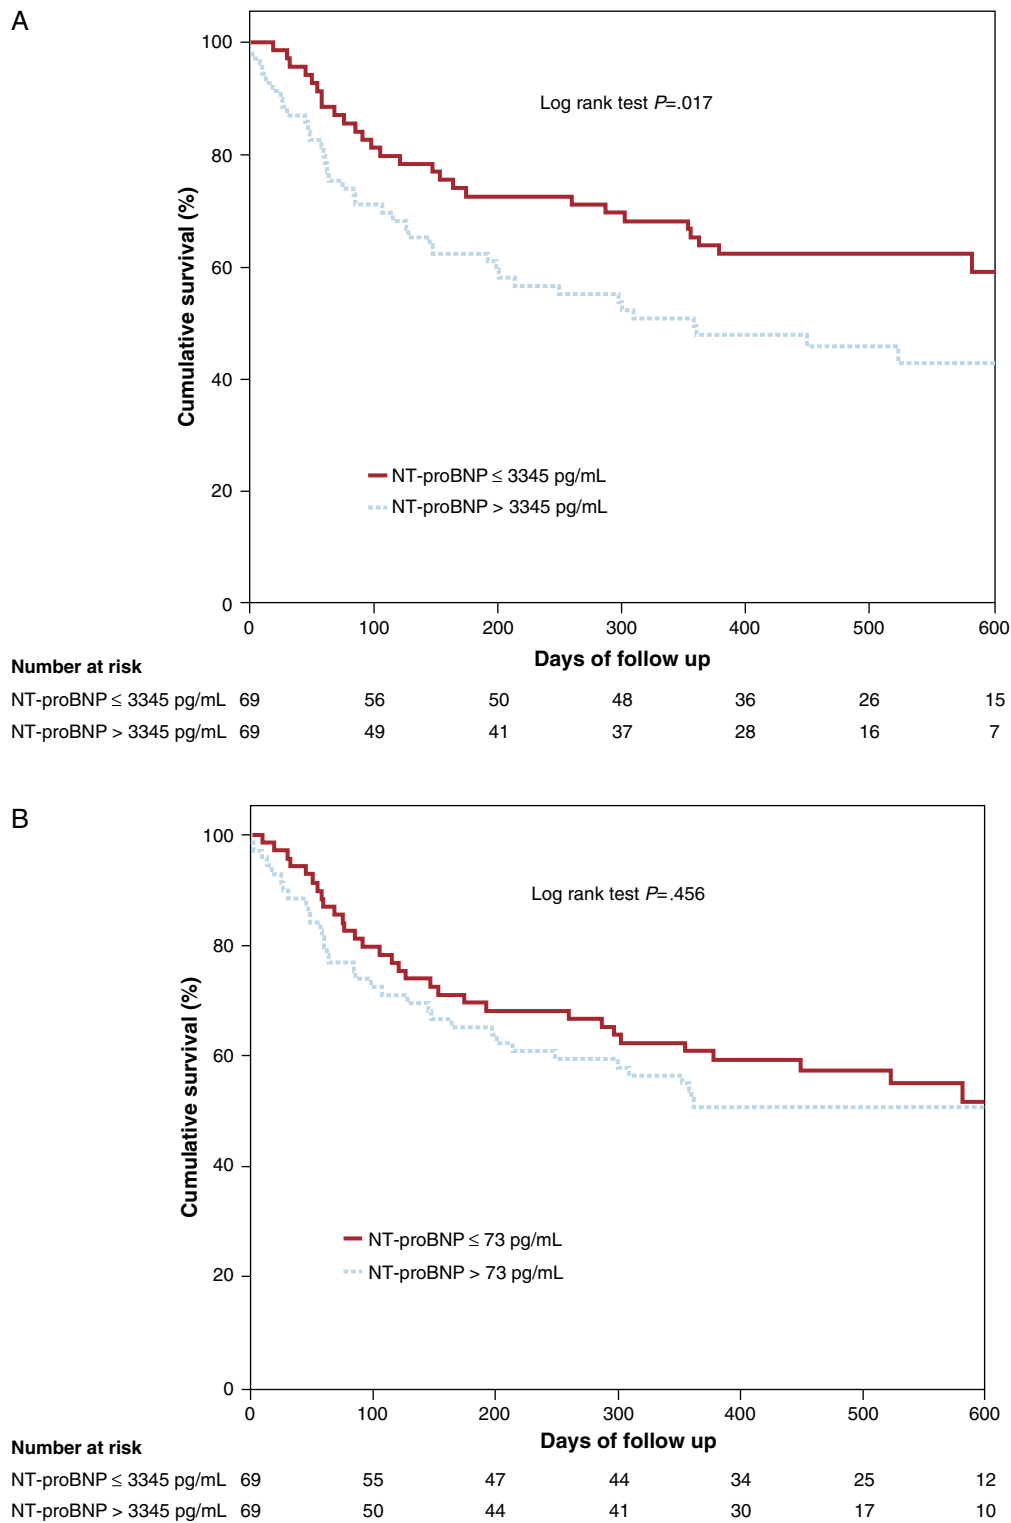 A
100
80
60
40
20
0
Cumulative survival (%)
Log rank test P=.017
NT-proBNP ≤ 3345 pg/mL
NT-proBNP > 3345 pg/mL
0 100 200 300 400 500 600
Days of follow up
Number at risk
NT-proBNP ≤ 3345 pg/mL 69 56 50 48 36 26 15
NT-proBNP > 3345 pg/mL 69 49 41 37 28 16 7
B
100
80
60
40
20
0
Cumulative survival (%)
Log rank test P=.456
NT-proBNP ≤ 73 pg/mL
NT-proBNP > 73 pg/mL
0 100 200 300 400 500 600
Days of follow up
Number at risk
NT-proBNP ≤ 3345 pg/mL 69 55 47 44 34 25 12
NT-proBNP > 3345 pg/mL 69 50 44 41 30 17 10